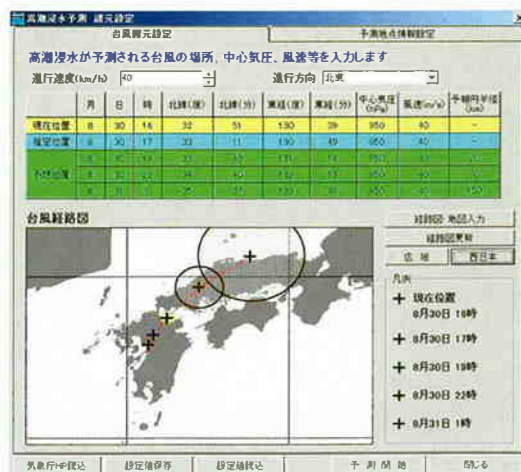 高潮浸水予測 諸元設定
台風諸元設定
予測地点情報設定
高潮浸水が予測される台風の場所、中心気圧、風速等を入力します
進行速度(km/h) 40
進行方向 北東
月 日 時 北緯(度) 北緯(分) 東経(度) 東経(分) 中心気圧(hPa) 風速(m/s) 予報円半径(km)
現在位置 8 30 16 32 51 130 39 950 40 -
推定位置 8 30 17 33 11 130 49 950 40 -
予想位置
台風経路図
経路図 地図入力
経路図更新
広域 西日本
凡例
+ 現在位置
8月30日 16時
+ 8月30日 17時
+ 8月30日 19時
+ 8月30日 22時
+ 8月31日 1時
気象庁HP読込 設定値保存 設定値読込 予測開始 閉じる